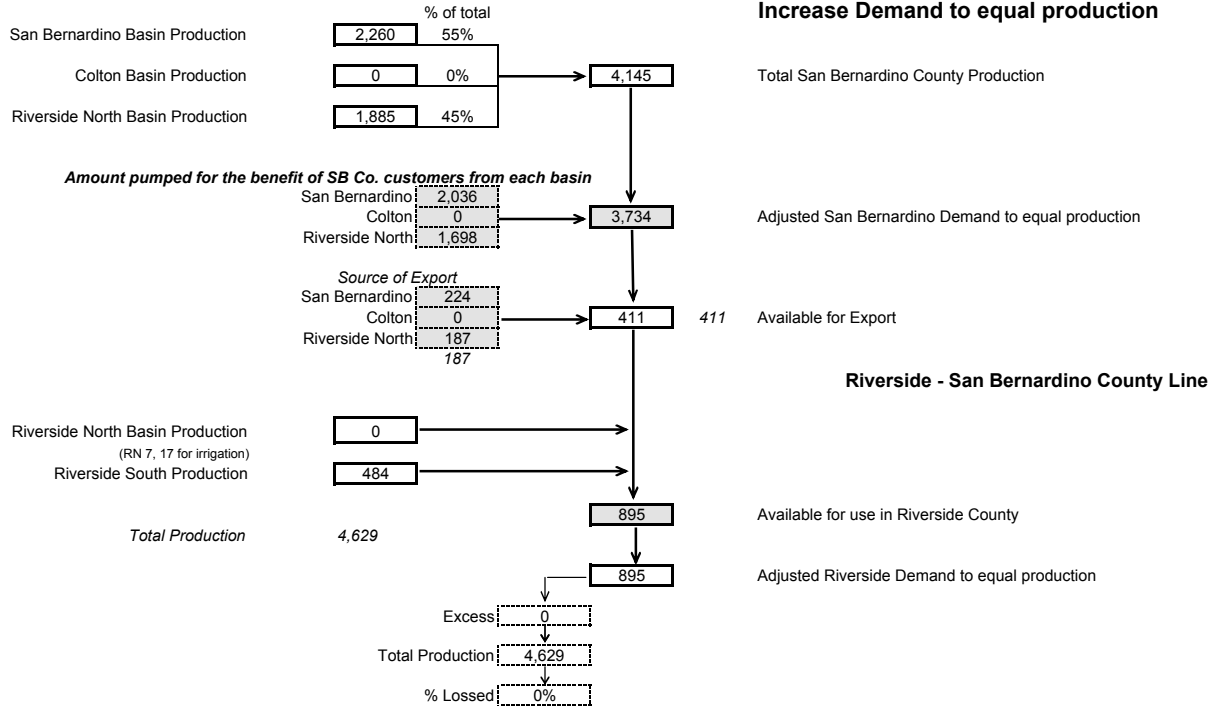 % of total
Increase Demand to equal production
San Bernardino Basin Production 2,260 55%
Colton Basin Production 0 0% 4,145 Total San Bernardino County Production
Riverside North Basin Production 1,885 45%
Amount pumped for the benefit of SB Co. customers from each basin
San Bernardino 2,036
Colton 0 3,734 Adjusted San Bernardino Demand to equal production
Riverside North 1,698
Source of Export
San Bernardino 224
Colton 0 411 411 Available for Export
Riverside North 187
187
Riverside - San Bernardino County Line
Riverside North Basin Production 0
(RN 7, 17 for irrigation)
Riverside South Production 484
895 Available for use in Riverside County
Total Production 4,629
895 Adjusted Riverside Demand to equal production
Excess 0
Total Production 4,629
% Lossed 0%